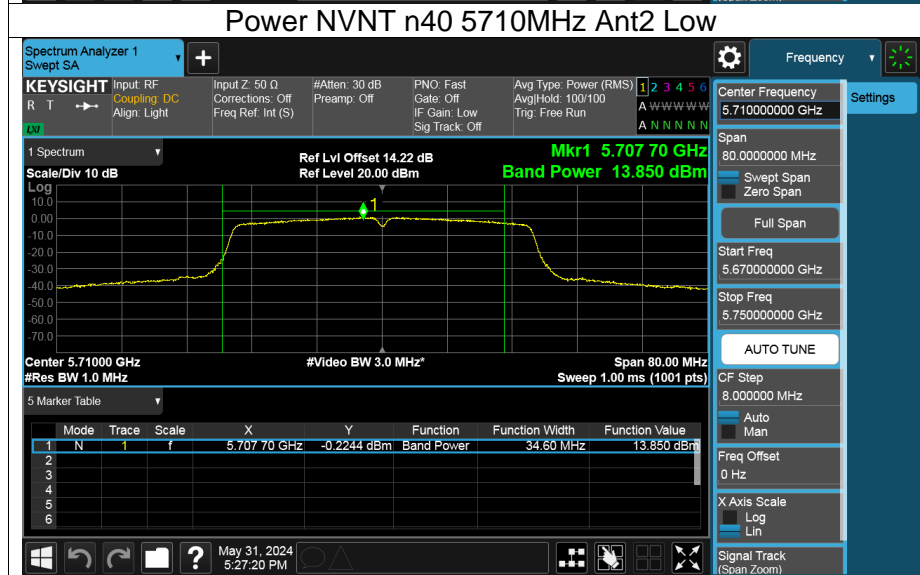 Power NVNT n40 5710MHz Ant2 Low
Spectrum Analyzer 1
Swept SA
Frequency
KEYSIGHT
R T
LXI
Input: RF
Coupling: DC
Align: Light
Input Z: 50 Ω
Corrections: Off
Freq Ref: Int (S)
#Atten: 30 dB
Preamp: Off
PNO: Fast
Gate: Off
IF Gain: Low
Sig Track: Off
Avg Type: Power (RMS)
Avg|Hold: 100/100
Trig: Free Run
1 2 3 4 5 6
A W W W W W
A N N N N N
1 Spectrum
Scale/Div 10 dB
Ref Lvl Offset 14.22 dB
Ref Level 20.00 dBm
Mkr1 5.707 70 GHz
Band Power 13.850 dBm
Log
10.0
0.00
-10.0
-20.0
-30.0
-40.0
-50.0
-60.0
-70.0
1
Center 5.71000 GHz
#Res BW 1.0 MHz
#Video BW 3.0 MHz*
Span 80.00 MHz
Sweep 1.00 ms (1001 pts)
5 Marker Table
Mode Trace Scale X Y Function Function Width Function Value
1 N 1 f 5.707 70 GHz -0.2244 dBm Band Power 34.60 MHz 13.850 dBm
2
3
4
5
6
?
May 31, 2024
5:27:20 PM
Center Frequency
5.710000000 GHz
Settings
Span
80.0000000 MHz
Swept Span
Zero Span
Full Span
Start Freq
5.670000000 GHz
Stop Freq
5.750000000 GHz
AUTO TUNE
CF Step
8.000000 MHz
Auto
Man
Freq Offset
0 Hz
X Axis Scale
Log
Lin
Signal Track
(Span Zoom)